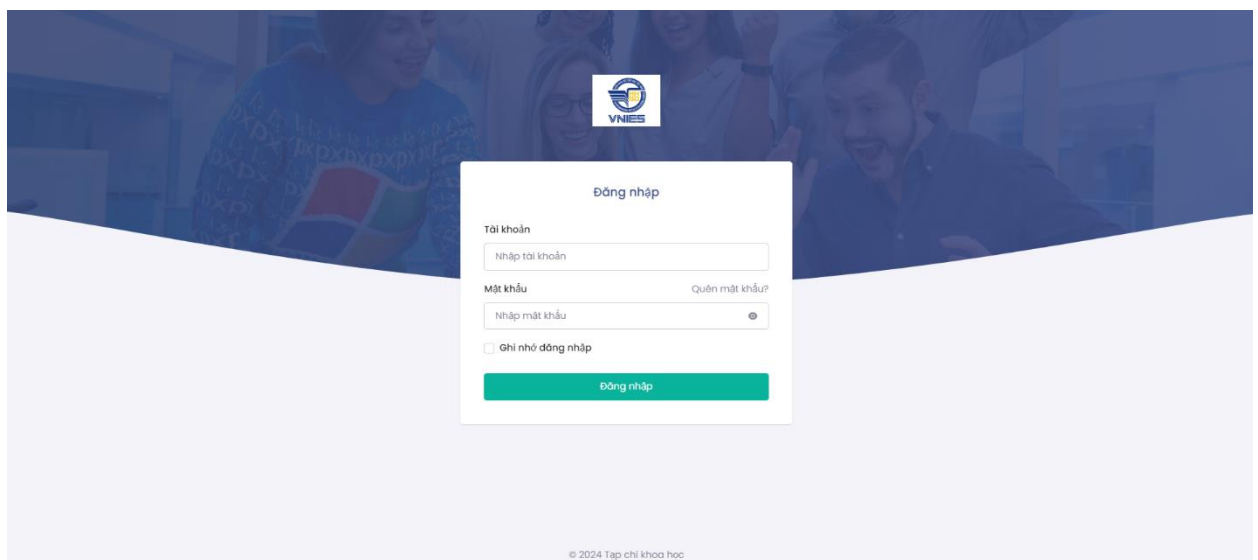 VNIES
Đăng nhập
Tài khoản
Nhập tài khoản
Mật khẩu
Quên mật khẩu?
Nhập mật khẩu
Ghi nhớ đăng nhập
Đăng nhập
© 2024 Tạp chí khoa học